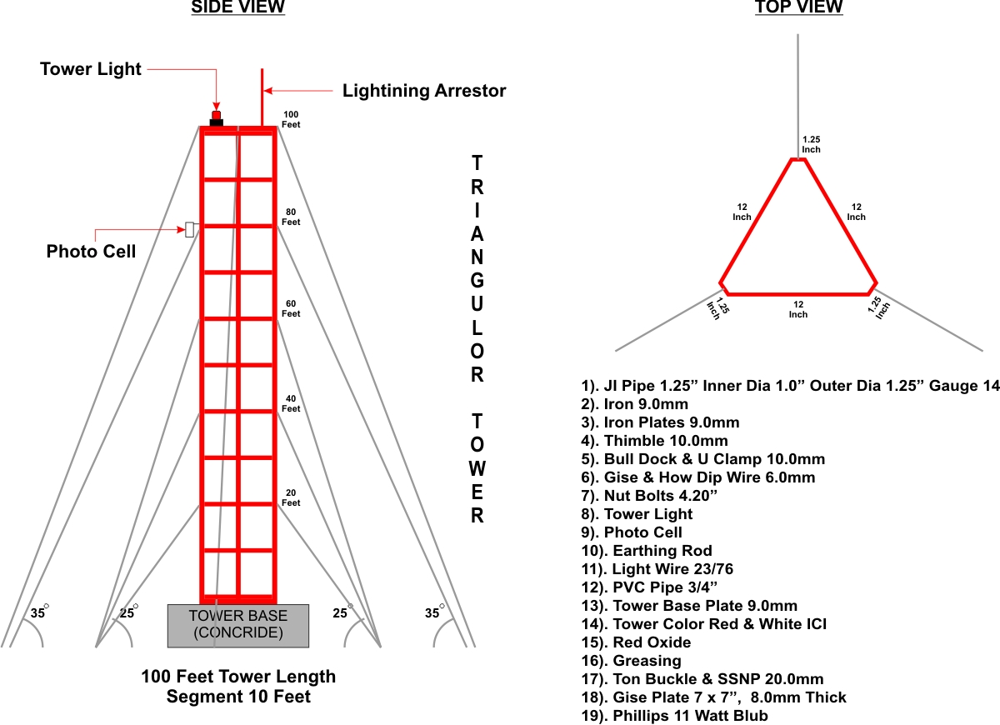 SIDE VIEW
TOP VIEW
Tower Light
Lightining Arrestor
100
Feet
80
Feet
Photo Cell
60
Feet
40
Feet
20
Feet
TRIANGULOR TOWER
35°
25°
25°
35°
TOWER BASE
(CONCRIDE)
100 Feet Tower Length
Segment 10 Feet
1.25
Inch
12
Inch
12
Inch
1.25
Inch
12
Inch
1.25
Inch
1). JI Pipe 1.25” Inner Dia 1.0” Outer Dia 1.25” Gauge 14
2). Iron 9.0mm
3). Iron Plates 9.0mm
4). Thimble 10.0mm
5). Bull Dock & U Clamp 10.0mm
6). Gise & How Dip Wire 6.0mm
7). Nut Bolts 4.20”
8). Tower Light
9). Photo Cell
10). Earthing Rod
11). Light Wire 23/76
12). PVC Pipe 3/4”
13). Tower Base Plate 9.0mm
14). Tower Color Red & White ICI
15). Red Oxide
16). Greasing
17). Ton Buckle & SSNP 20.0mm
18). Gise Plate 7 x 7”,  8.0mm Thick
19). Phillips 11 Watt Blub